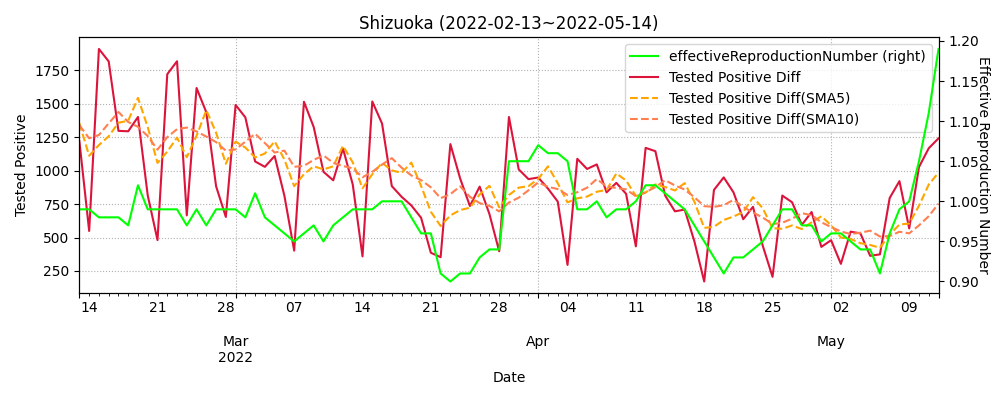 Shizuoka (2022-02-13~2022-05-14)
effectiveReproductionNumber (right)
Tested Positive Diff
Tested Positive Diff(SMA5)
Tested Positive Diff(SMA10)
Tested Positive
1750
1500
1250
1000
750
500
250
1.20
1.15
1.10
1.05
1.00
0.95
0.90
Effective Reproduction Number
14 21 28 07 14 21 28 04 11 18 25 02 09
Mar Apr May
2022
Date